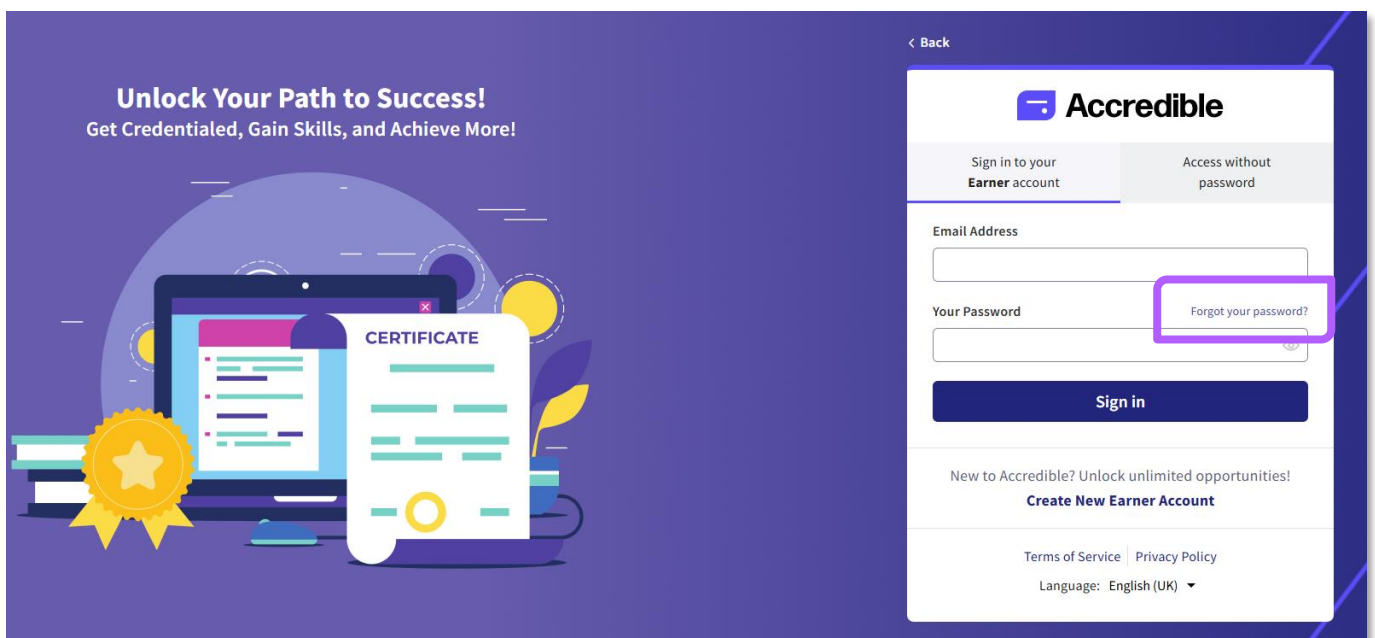 Unlock Your Path to Success!
Get Credentialed, Gain Skills, and Achieve More!
CERTIFICATE
< Back
Accredible
Sign in to your
Earner account
Access without
password
Email Address
Your Password
Forgot your password?
Sign in
New to Accredible? Unlock unlimited opportunities!
Create New Earner Account
Terms of Service | Privacy Policy
Language: English (UK)